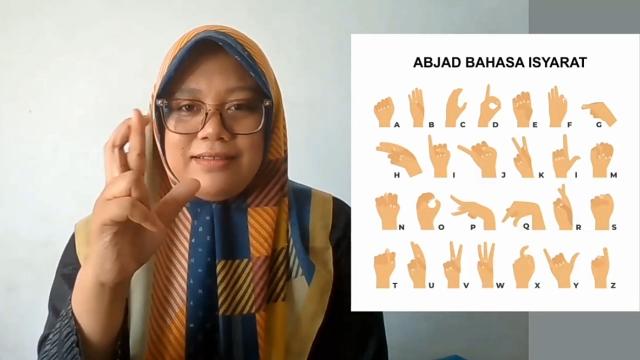 ABJAD BAHASA ISYARAT
A B C D E F G
H I J K L M
N O P Q R S
T U V W X Y Z